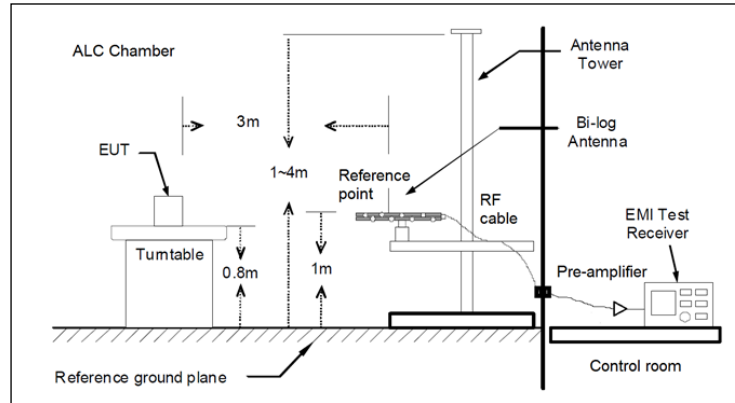 ALC Chamber
Antenna
Tower
3m
Bi-log
Antenna
EUT
1~4m
Reference
point
RF
cable
EMI Test
Receiver
Turntable
0.8m
1m
Pre-amplifier
Reference ground plane
Control room